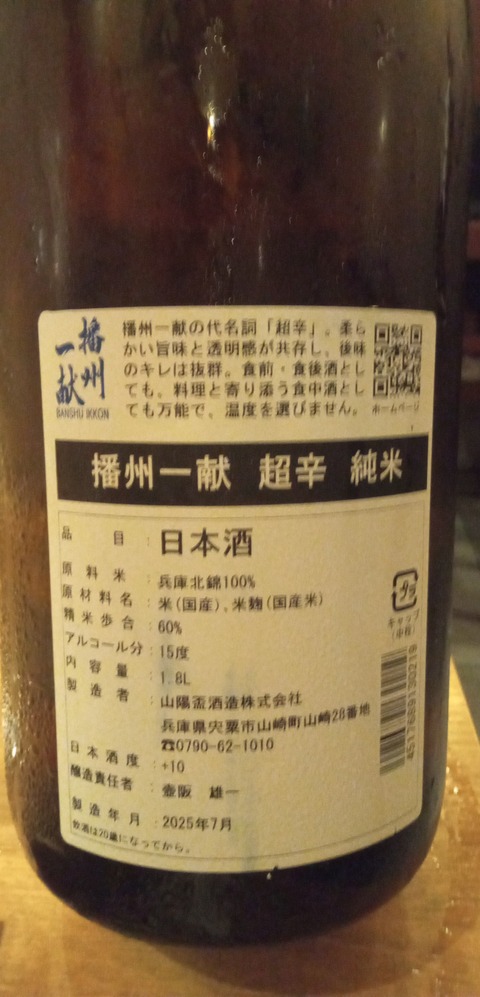 播州
一献
BANSHU IKKON
播州一献の代名詞「超辛」。柔ら
かい旨味と透明感が共存し、後味
のキレは抜群。食前・食後酒とし
ても、料理と寄り添う食中酒とし
ても万能で、温度を選びません。
ホームページ
播州一献 超辛 純米
品目：日本酒
原料米：兵庫北錦100%
原材料名：米(国産)、米麹(国産米)
精米歩合：60%
アルコール分：15度
内容量：1.8L
製造者：山陽盃酒造株式会社
兵庫県宍粟市山崎町山崎28番地
☎0790-62-1010
日本酒度：+10
醸造責任者：壺阪 雄一
製造年月：2025年7月
飲酒は20歳になってから。
キャップ
(中栓)
4517689130219